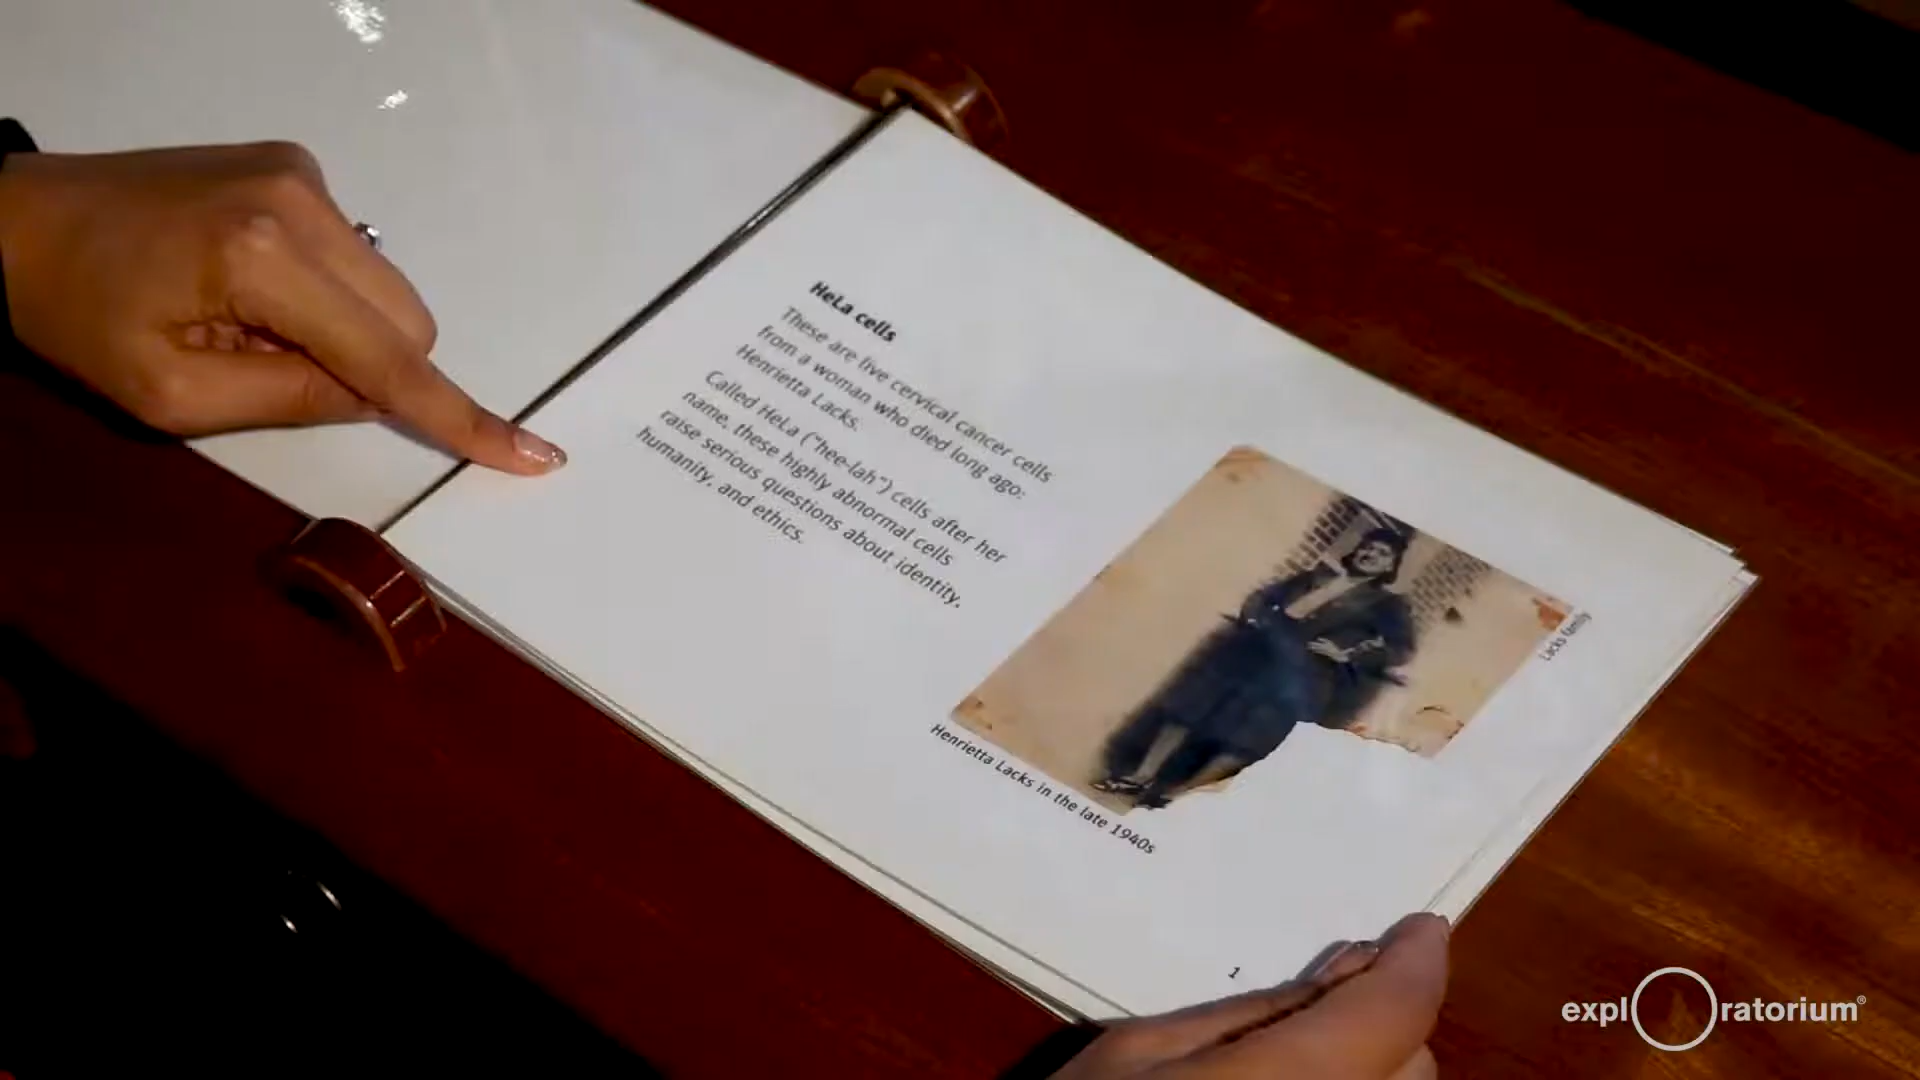 HeLa cells
These are live cervical cancer cells
from a woman who died long ago:
Henrietta Lacks.
Called HeLa ("hee-lah") cells after her
name, these highly abnormal cells
raise serious questions about identity,
humanity, and ethics.
Lacks family
Henrietta Lacks in the late 1940s
1
exploratorium®